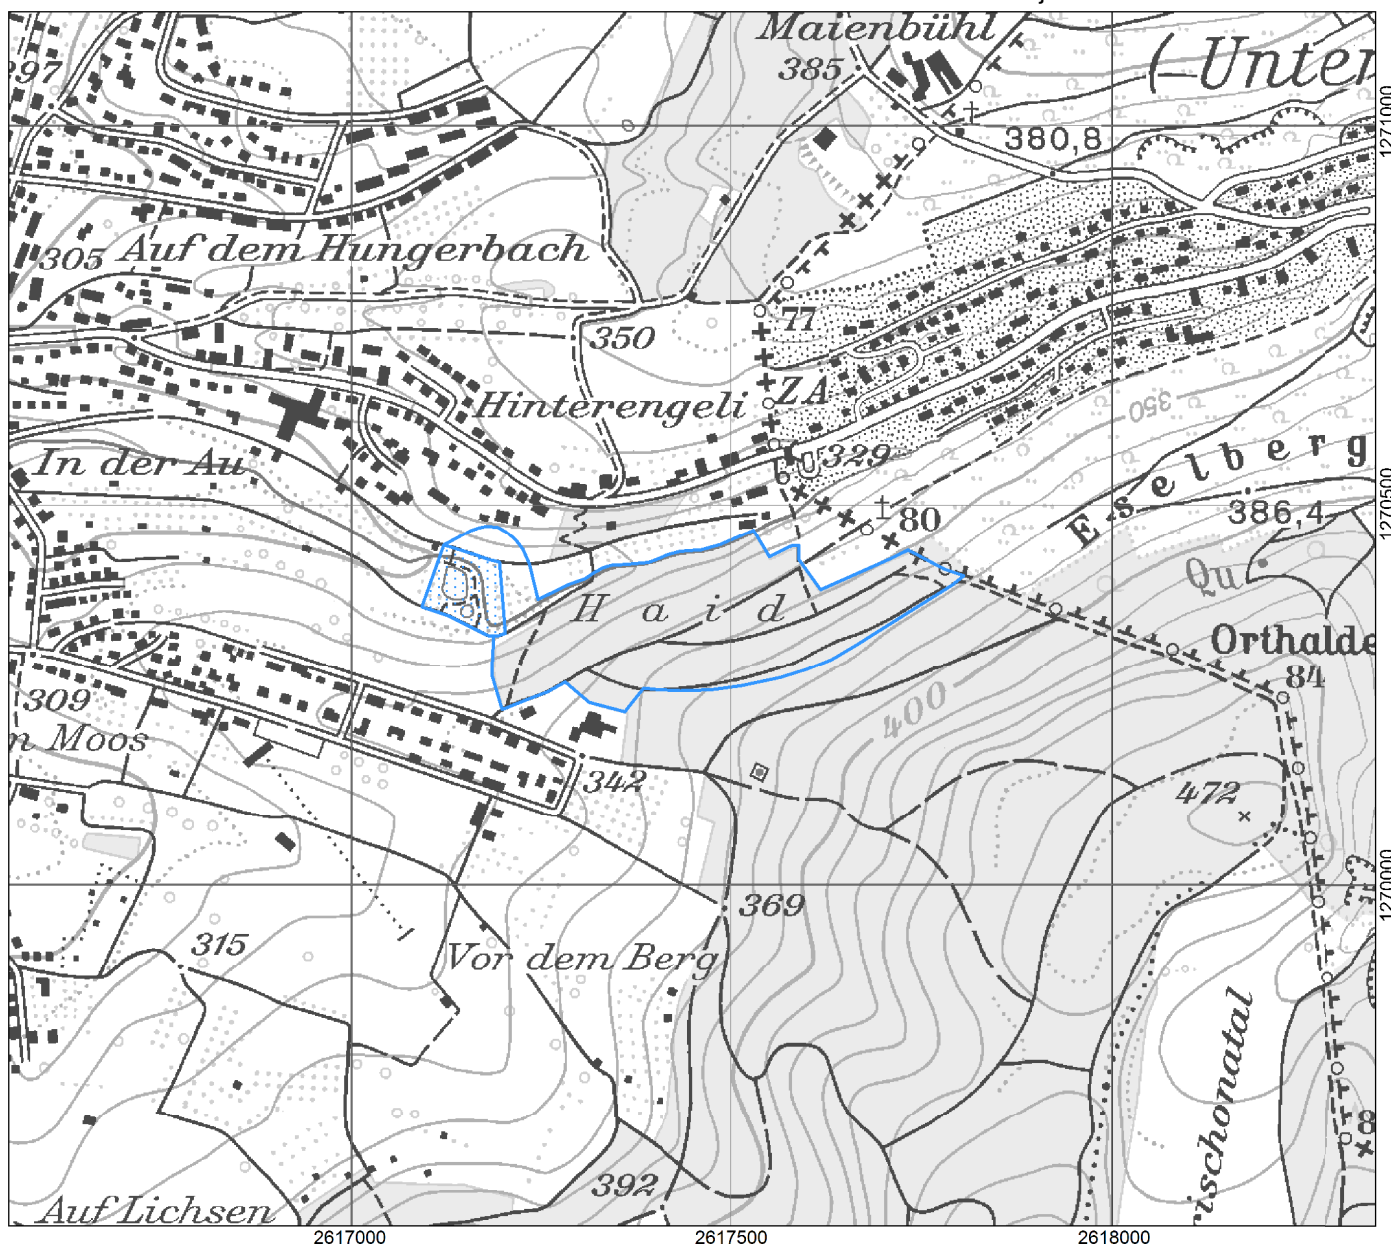 Maienbühl
(Unter
385
380,8
1271000
305
Auf dem Hungerbach
350
77
ZA
Hinterengeli
350
In der Au
329
Eselberg
80
386,4
1270500
Qu
Haid
Orthalde
309
400
84
n Moos
342
472
369
1270000
315
Vor dem Berg
ischonatal
8
392
Auf Lichsen
2617000
2617500
2618000